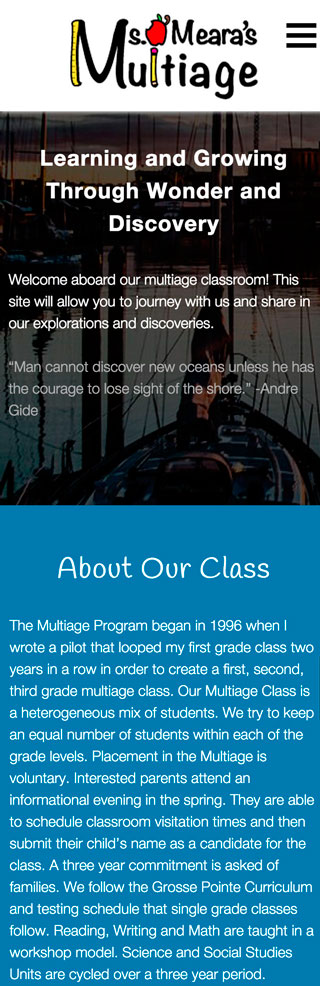 Ms. O'Meara's
Multiage
Learning and Growing
Through Wonder and
Discovery
Welcome aboard our multiage classroom! This
site will allow you to journey with us and share in
our explorations and discoveries.
“Man cannot discover new oceans unless he has
the courage to lose sight of the shore.” -Andre
Gide
About Our Class
The Multiage Program began in 1996 when I
wrote a pilot that looped my first grade class two
years in a row in order to create a first, second,
third grade multiage class. Our Multiage Class is
a heterogeneous mix of students. We try to keep
an equal number of students within each of the
grade levels. Placement in the Multiage is
voluntary. Interested parents attend an
informational evening in the spring. They are able
to schedule classroom visitation times and then
submit their child’s name as a candidate for the
class. A three year commitment is asked of
families. We follow the Grosse Pointe Curriculum
and testing schedule that single grade classes
follow. Reading, Writing and Math are taught in a
workshop model. Science and Social Studies
Units are cycled over a three year period.